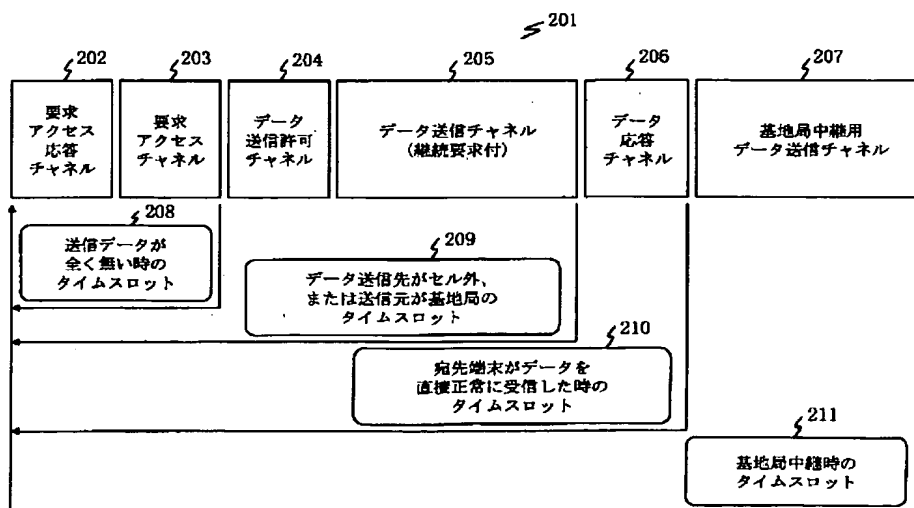 201
202
203
204
205
206
207
要求
アクセス
応答
チャネル
要求
アクセス
チャネル
データ
送信許可
チャネル
データ送信チャネル
(継続要求付)
データ
応答
チャネル
基地局中継用
データ送信チャネル
208
送信データが
全く無い時の
タイムスロット
209
データ送信先がセル外、
または送信元が基地局の
タイムスロット
210
宛先端末がデータを
直接正常に受信した時の
タイムスロット
211
基地局中継時の
タイムスロット